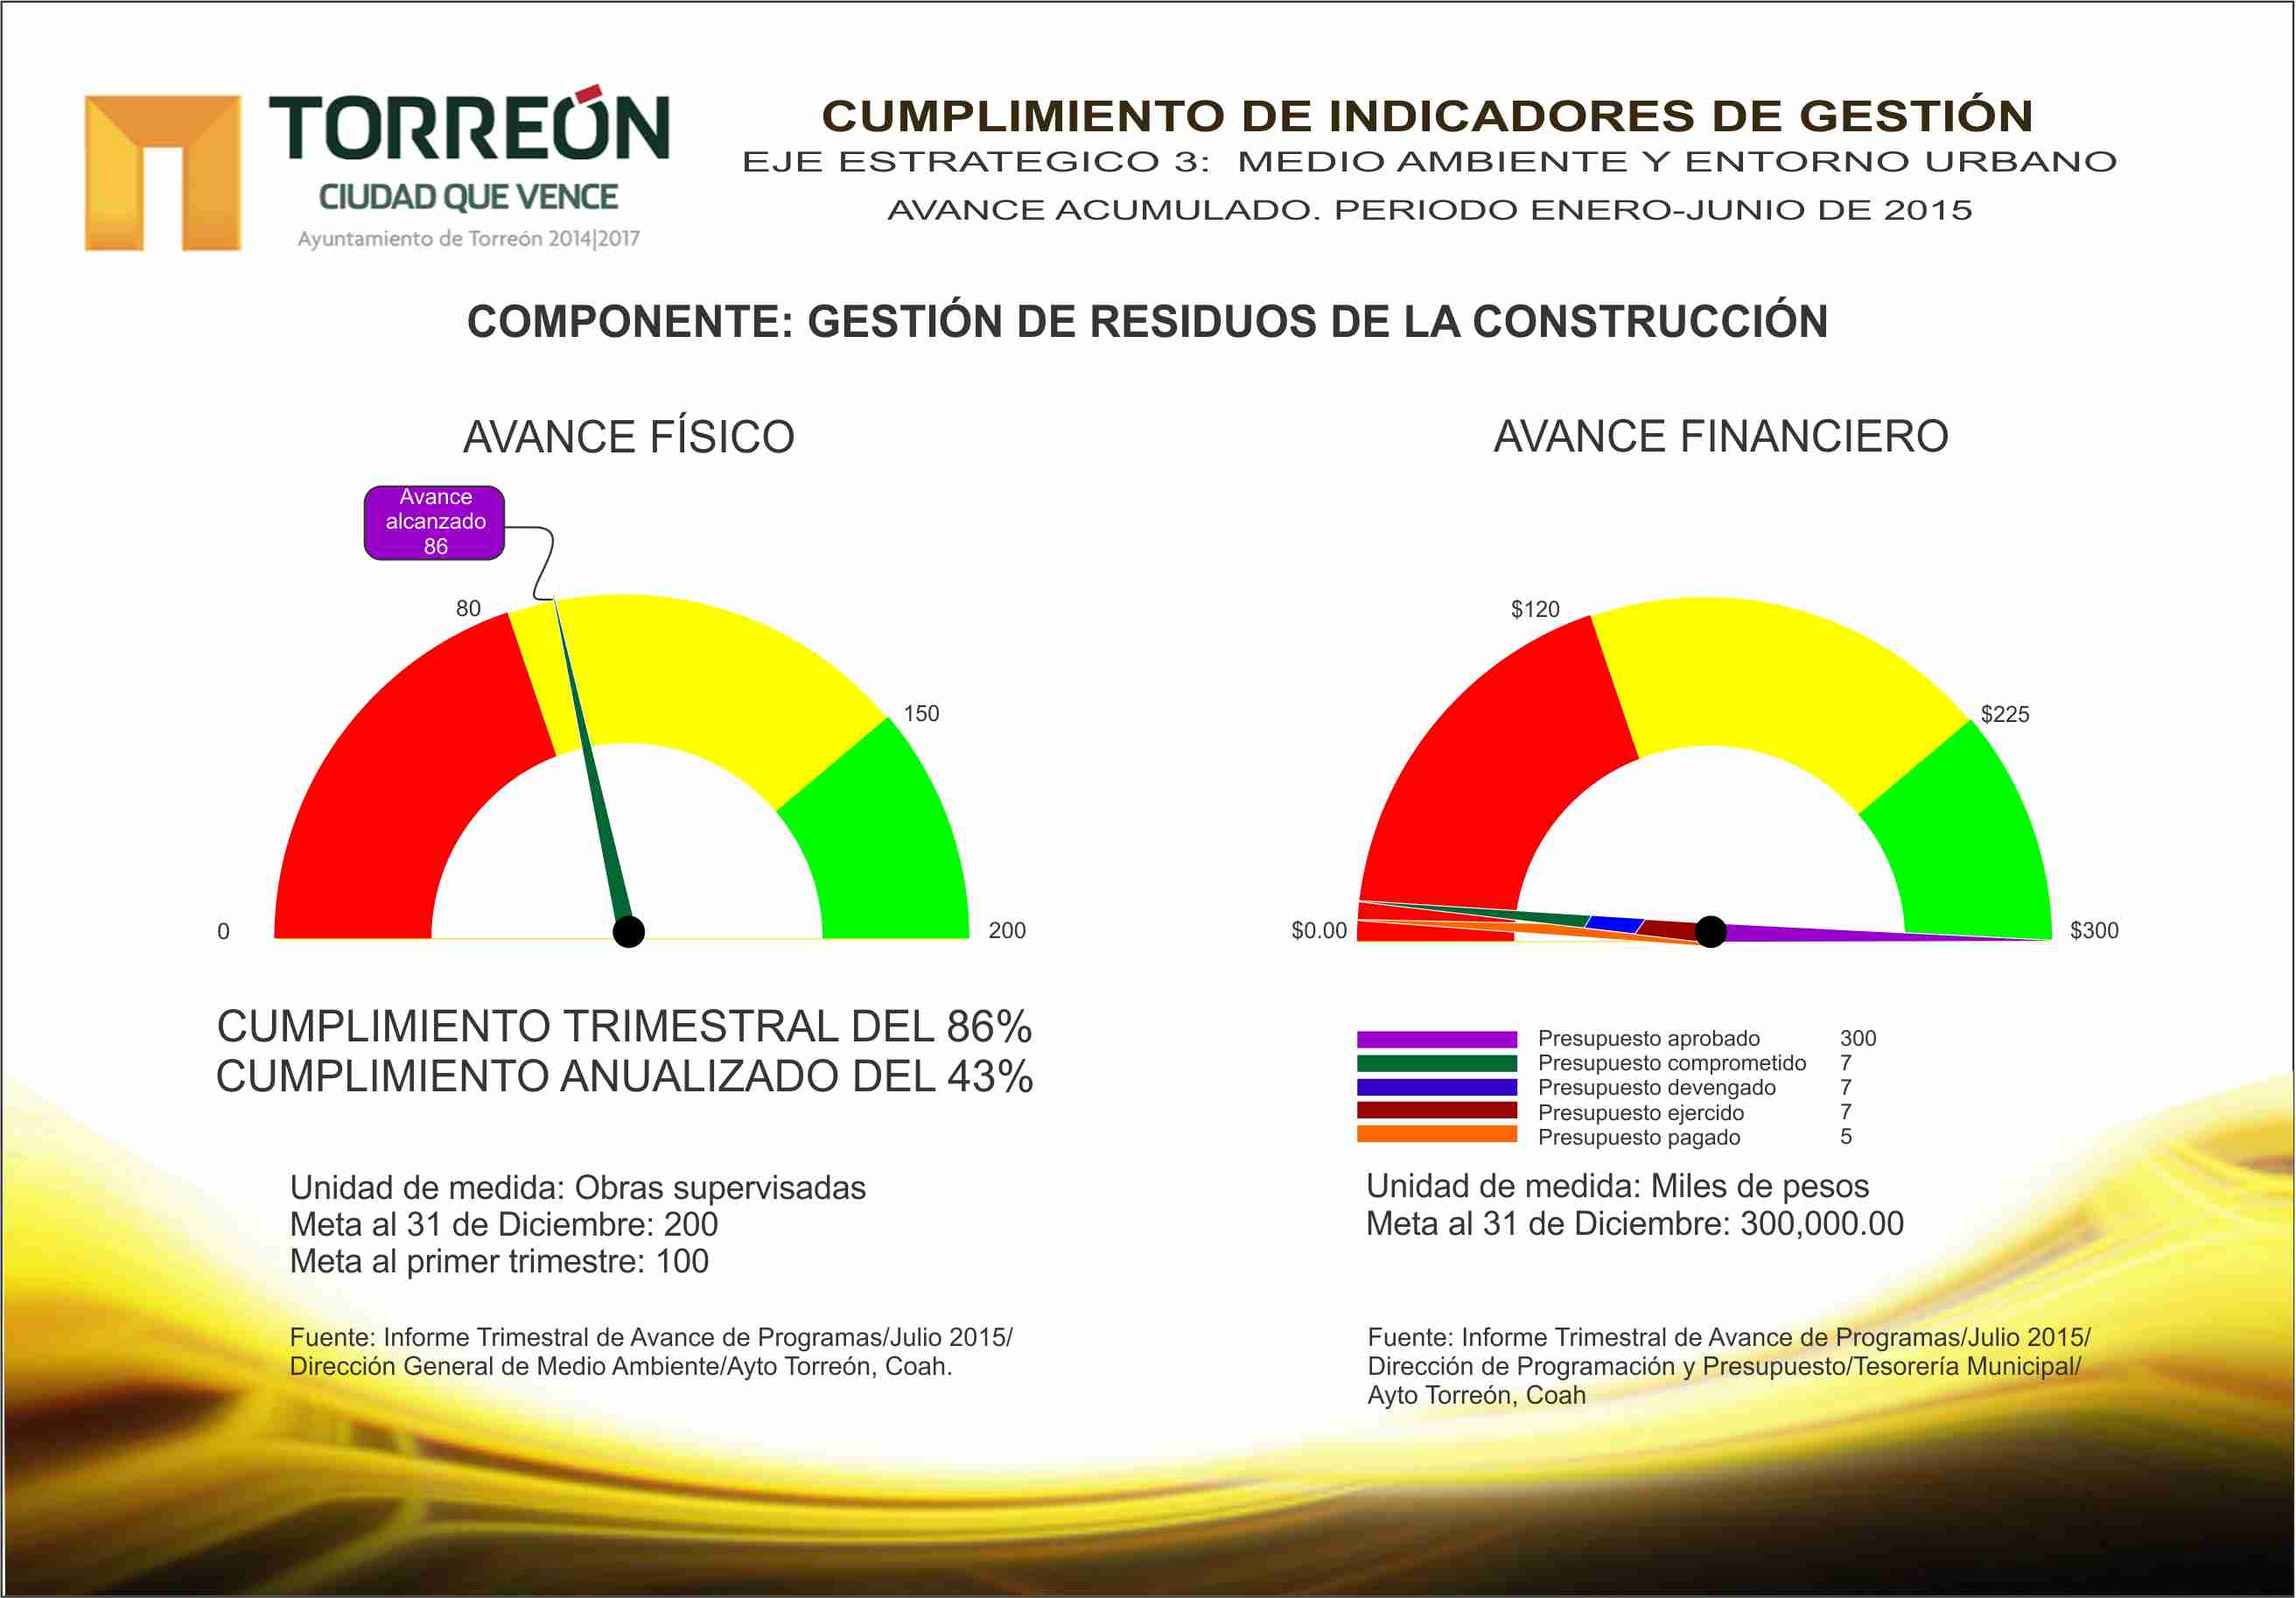 TORREÓN
CIUDAD QUE VENCE
Ayuntamiento de Torreón 2014|2017
CUMPLIMIENTO DE INDICADORES DE GESTIÓN
EJE ESTRATEGICO 3: MEDIO AMBIENTE Y ENTORNO URBANO
AVANCE ACUMULADO. PERIODO ENERO-JUNIO DE 2015
COMPONENTE: GESTIÓN DE RESIDUOS DE LA CONSTRUCCIÓN
AVANCE FÍSICO
Avance
alcanzado
86
80
150
0
200
CUMPLIMIENTO TRIMESTRAL DEL 86%
CUMPLIMIENTO ANUALIZADO DEL 43%
Unidad de medida: Obras supervisadas
Meta al 31 de Diciembre: 200
Meta al primer trimestre: 100
Fuente: Informe Trimestral de Avance de Programas/Julio 2015/
Dirección General de Medio Ambiente/Ayto Torreón, Coah.
AVANCE FINANCIERO
$120
$225
$0.00
$300
Presupuesto aprobado 300
Presupuesto comprometido 7
Presupuesto devengado 7
Presupuesto ejercido 7
Presupuesto pagado 5
Unidad de medida: Miles de pesos
Meta al 31 de Diciembre: 300,000.00
Fuente: Informe Trimestral de Avance de Programas/Julio 2015/
Dirección de Programación y Presupuesto/Tesorería Municipal/
Ayto Torreón, Coah